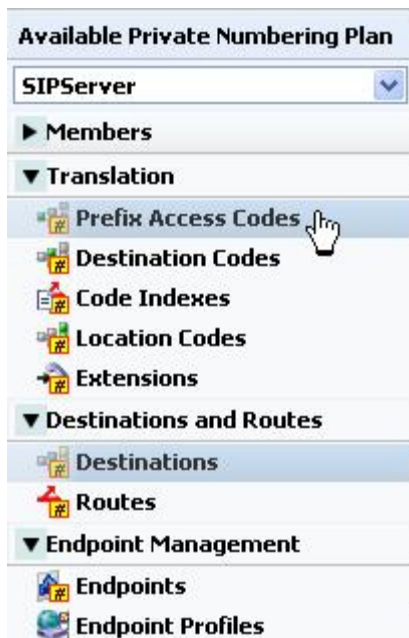 Available Private Numbering Plan
SIPServer
Members
Translation
Prefix Access Codes
Destination Codes
Code Indexes
Location Codes
Extensions
Destinations and Routes
Destinations
Routes
Endpoint Management
Endpoints
Endpoint Profiles